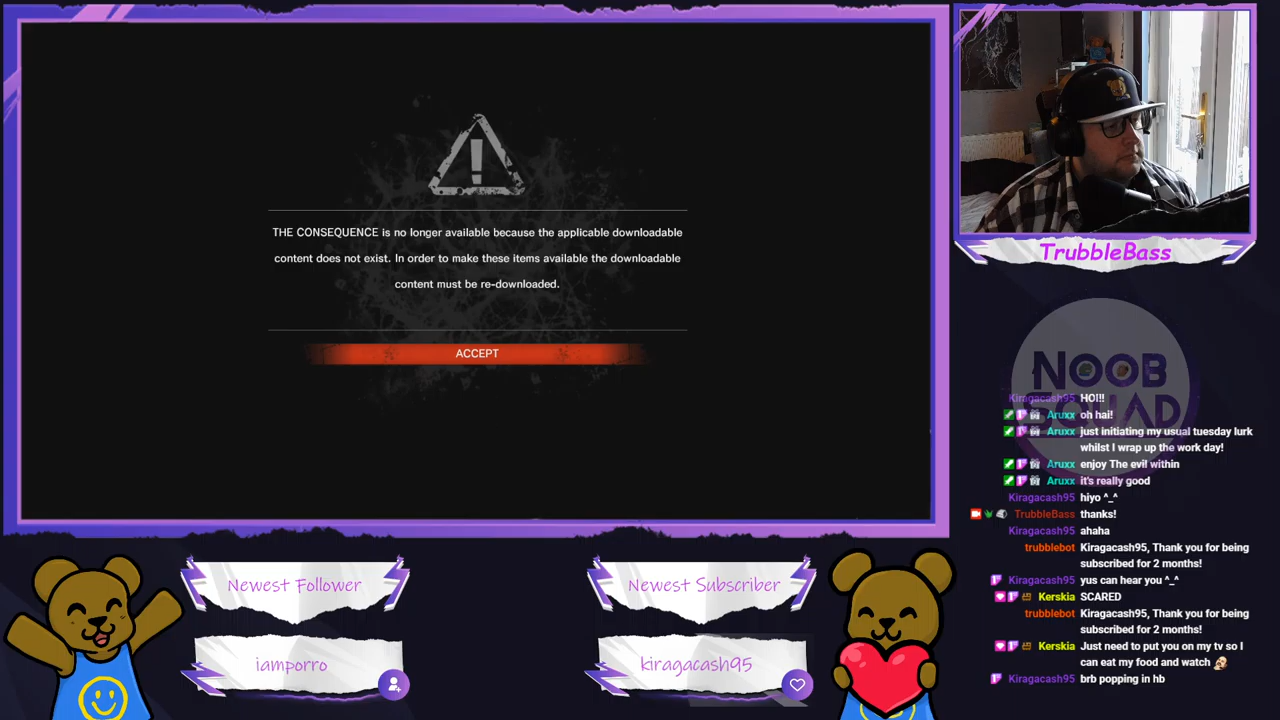 THE CONSEQUENCE is no longer available because the applicable downloadable
content does not exist. In order to make these items available the downloadable
content must be re-downloaded.
ACCEPT
TrubbleBass
NOOB
SQUAD
Kiragacash95 HOI!!!
Aruxx oh hai!
Aruxx just initiating my usual tuesday lurk
whilst I wrap up the work day!
Aruxx enjoy The evil within
Aruxx it's really good
Kiragacash95 hiyo ^_^
TrubbleBass thanks!
Kiragacash95 ahaha
trubblebot Kiragacash95, Thank you for being
subscribed for 2 months!
Kiragacash95 yus can hear you ^_^
Kerskia SCARED
trubblebot Kiragacash95, Thank you for being
subscribed for 2 months!
Kerskia Just need to put you on my tv so I
can eat my food and watch
Kiragacash95 brb popping in hb
Newest Follower
iamporro
Newest Subscriber
kiragacash95